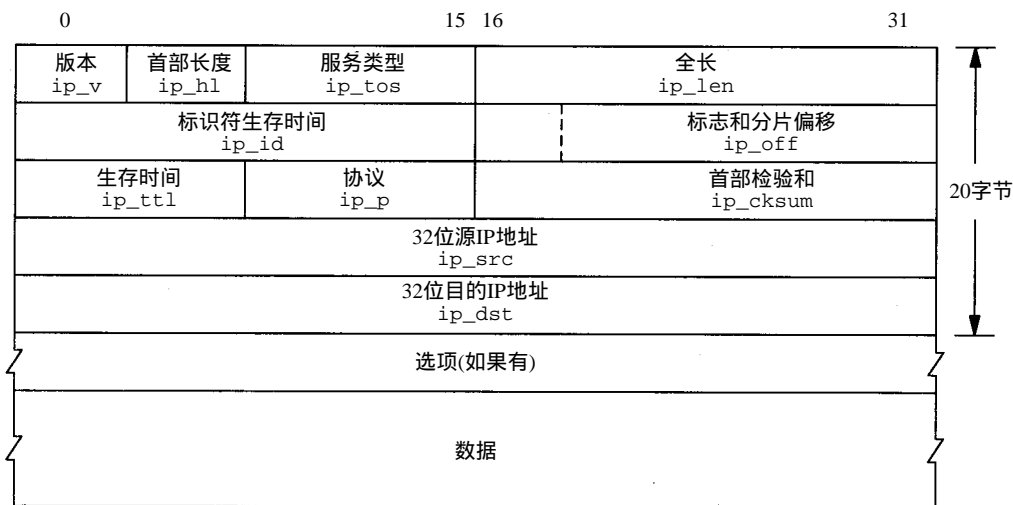 0 15 16 31
版本 首部长度 服务类型 全长
ip_v ip_hl ip_tos ip_len
标识符生存时间 标志和分片偏移
ip_id ip_off
生存时间 协议 首部检验和
ip_ttl ip_p ip_cksum
20字节
32位源IP地址
ip_src
32位目的IP地址
ip_dst
选项(如果有)
数据